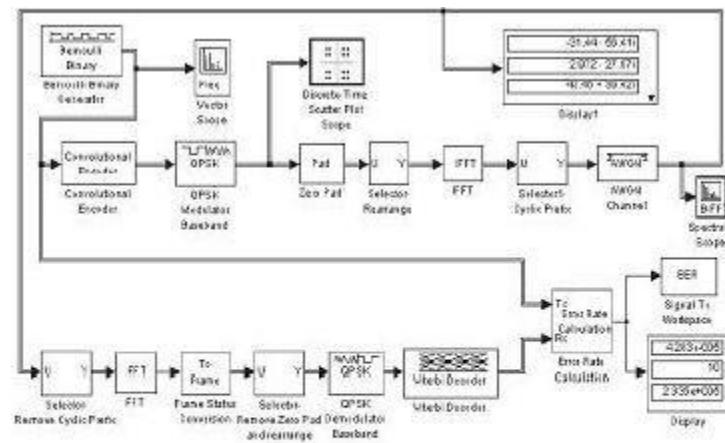 Bernoulli
Binary
Bernoulli Binary
Generator
Freq
Vector
Scope
Discrete Time
Scatter Plot
Scope
Display1
Convolutional
Encoder
Convolutional
Encoder
QPSK
QPSK
Modulator
Baseband
Pad
Zero Pad
U Y
Selector-
Rearrange
IFFT
IFFT
U Y
Selector5-
Cyclic Prefix
AWGN
AWGN
Channel
B-FFT
Spectrum
Scope
Tx
Error Rate
Calculation
Rx
Error Rate
Calculation
BER
Signal To
Workspace
10
Display
U Y
Selector
Remove Cyclic Prefix
FFT
FFT
To
Frame
Frame Status
Conversion
U Y
Selector-
Remove Zero Pad
and rearrange
QPSK
QPSK
Demodulator
Baseband
Viterbi Decoder
Viterbi Decoder